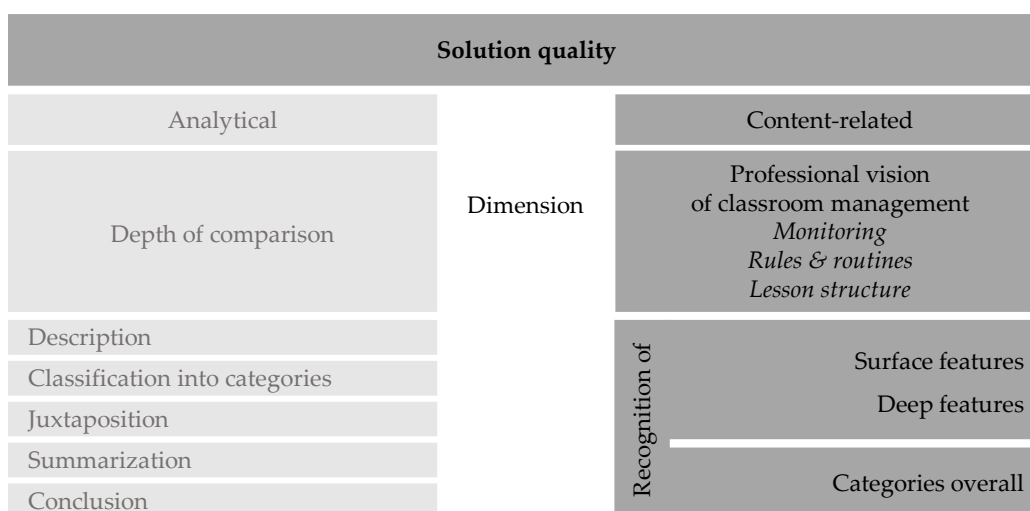 Solution quality
Analytical
Dimension
Content-related
Depth of comparison
Professional vision
of classroom management
Monitoring
Rules & routines
Lesson structure
Description
Classification into categories
Juxtaposition
Summarization
Conclusion
Recognition of
Surface features
Deep features
Categories overall